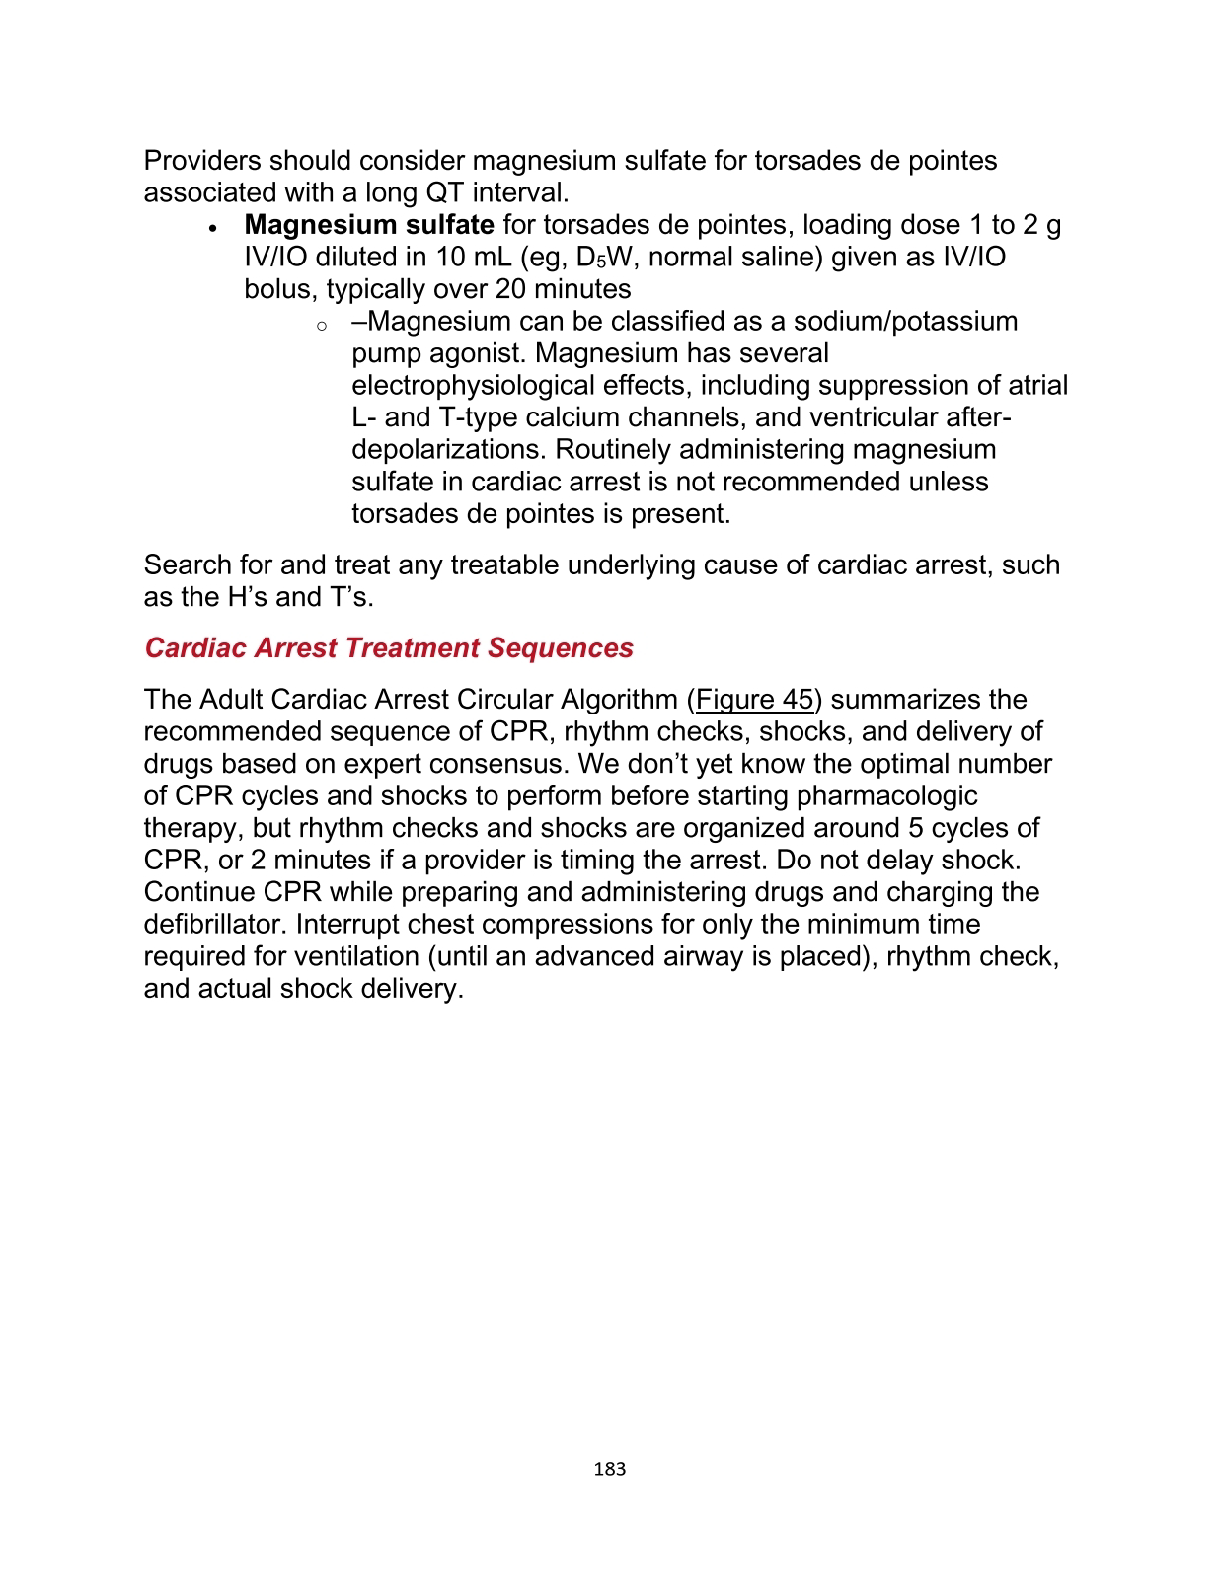 Providers should consider magnesium sulfate for torsades de pointes
associated with a long QT interval.
• Magnesium sulfate for torsades de pointes, loading dose 1 to 2 g
IV/IO diluted in 10 mL (eg, D5W, normal saline) given as IV/IO
bolus, typically over 20 minutes
○ –Magnesium can be classified as a sodium/potassium
pump agonist. Magnesium has several
electrophysiological effects, including suppression of atrial
L- and T-type calcium channels, and ventricular after-
depolarizations. Routinely administering magnesium
sulfate in cardiac arrest is not recommended unless
torsades de pointes is present.
Search for and treat any treatable underlying cause of cardiac arrest, such
as the H’s and T’s.
Cardiac Arrest Treatment Sequences
The Adult Cardiac Arrest Circular Algorithm (Figure 45) summarizes the
recommended sequence of CPR, rhythm checks, shocks, and delivery of
drugs based on expert consensus. We don’t yet know the optimal number
of CPR cycles and shocks to perform before starting pharmacologic
therapy, but rhythm checks and shocks are organized around 5 cycles of
CPR, or 2 minutes if a provider is timing the arrest. Do not delay shock.
Continue CPR while preparing and administering drugs and charging the
defibrillator. Interrupt chest compressions for only the minimum time
required for ventilation (until an advanced airway is placed), rhythm check,
and actual shock delivery.
183